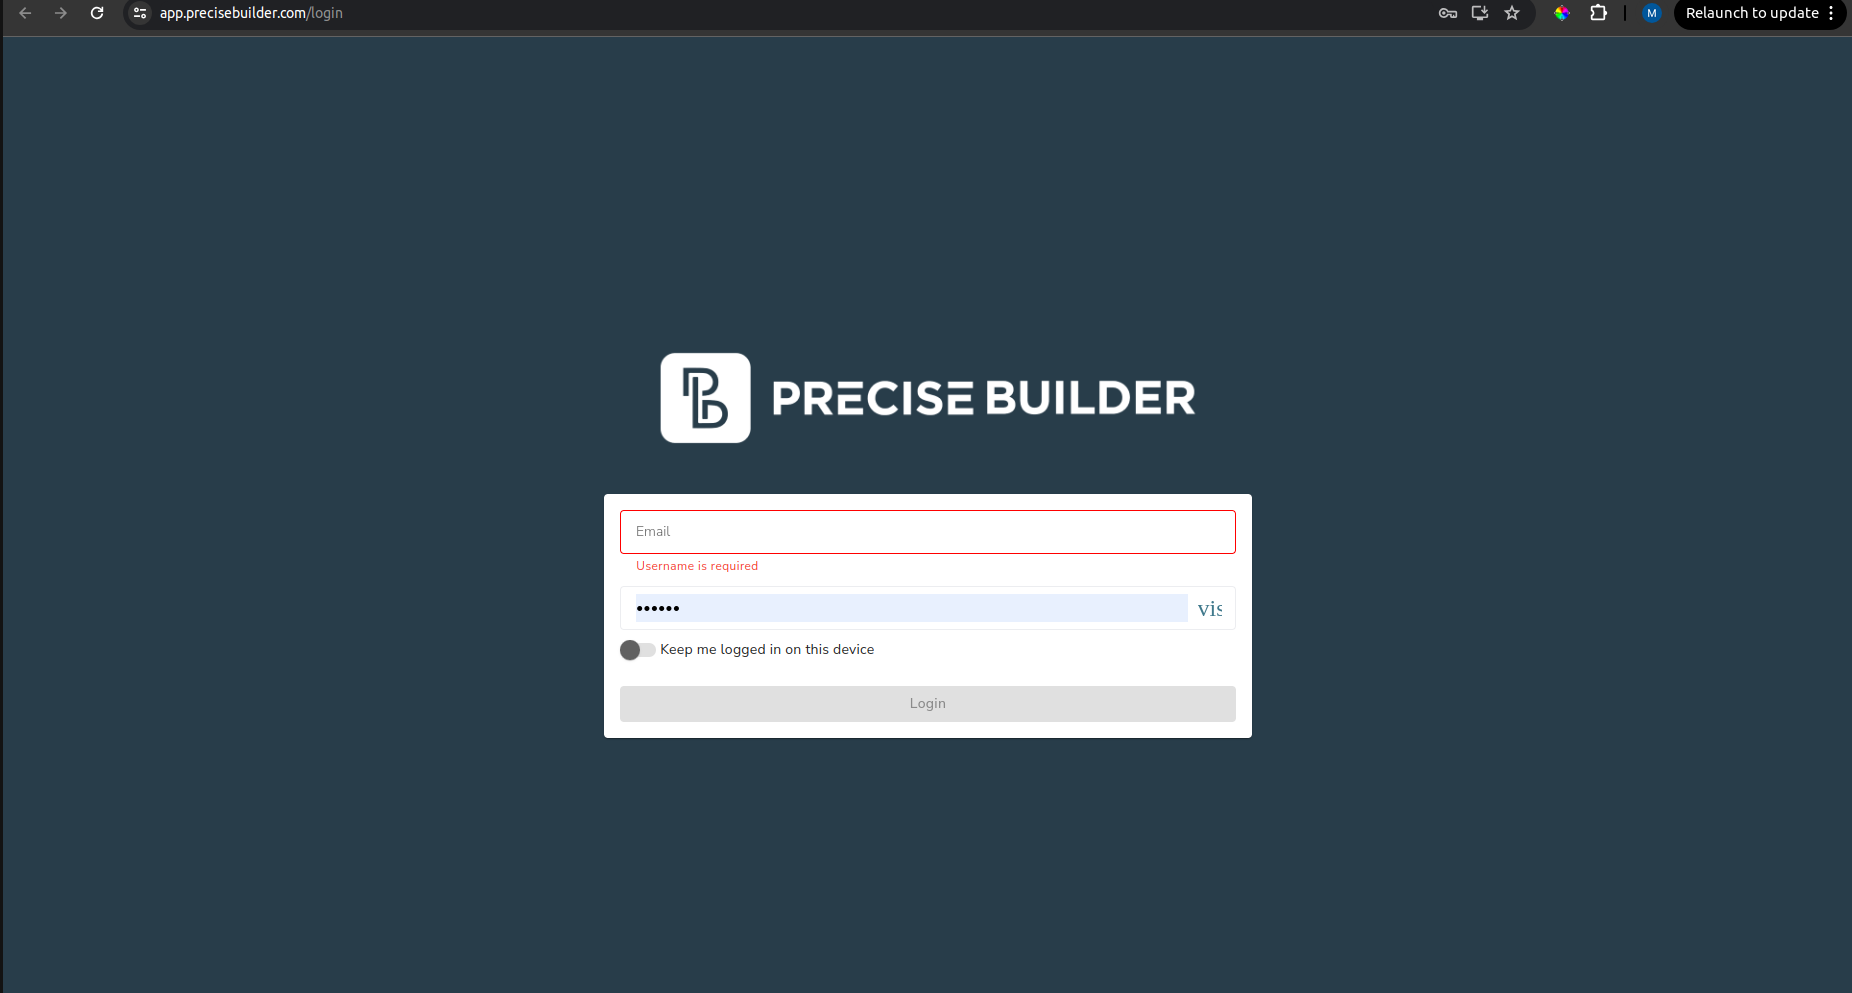 app.precisebuilder.com/login
M
Relaunch to update
PRECISE BUILDER
Email
Username is required
••••••
vis
Keep me logged in on this device
Login